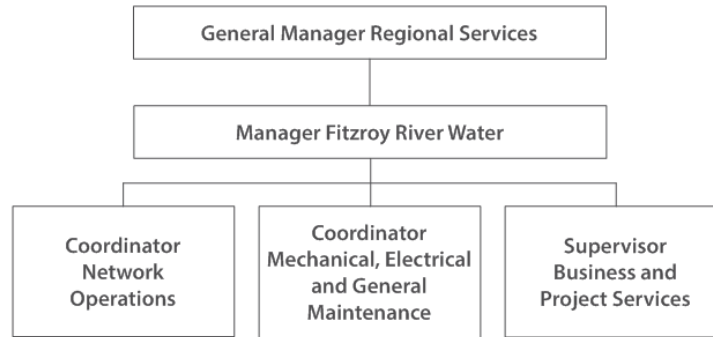 General Manager Regional Services
Manager Fitzroy River Water
Coordinator
Network
Operations
Coordinator
Mechanical, Electrical
and General
Maintenance
Supervisor
Business and
Project Services